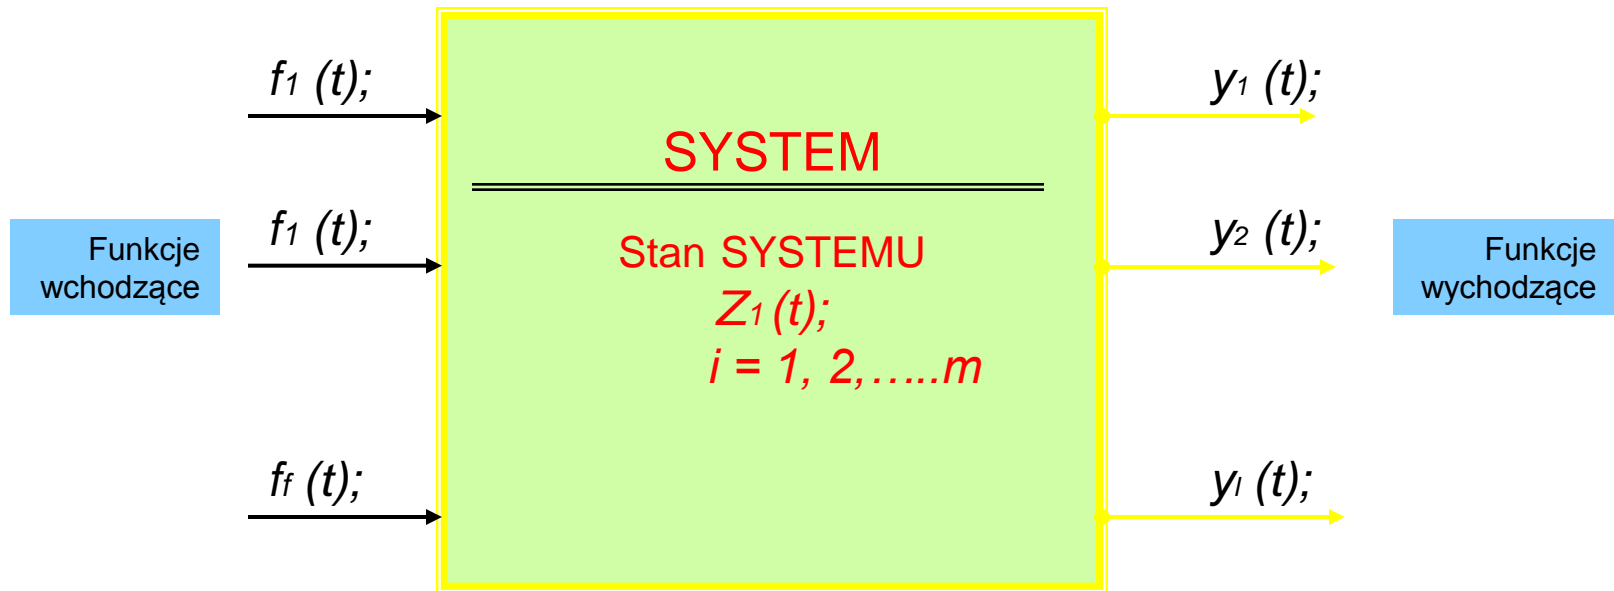 f1 (t);
y1 (t);
SYSTEM
f1 (t);
y2 (t);
Funkcje
wchodzące
Stan SYSTEMU
Z1 (t);
i = 1, 2,…..m
Funkcje
wychodzące
ff (t);
yl (t);